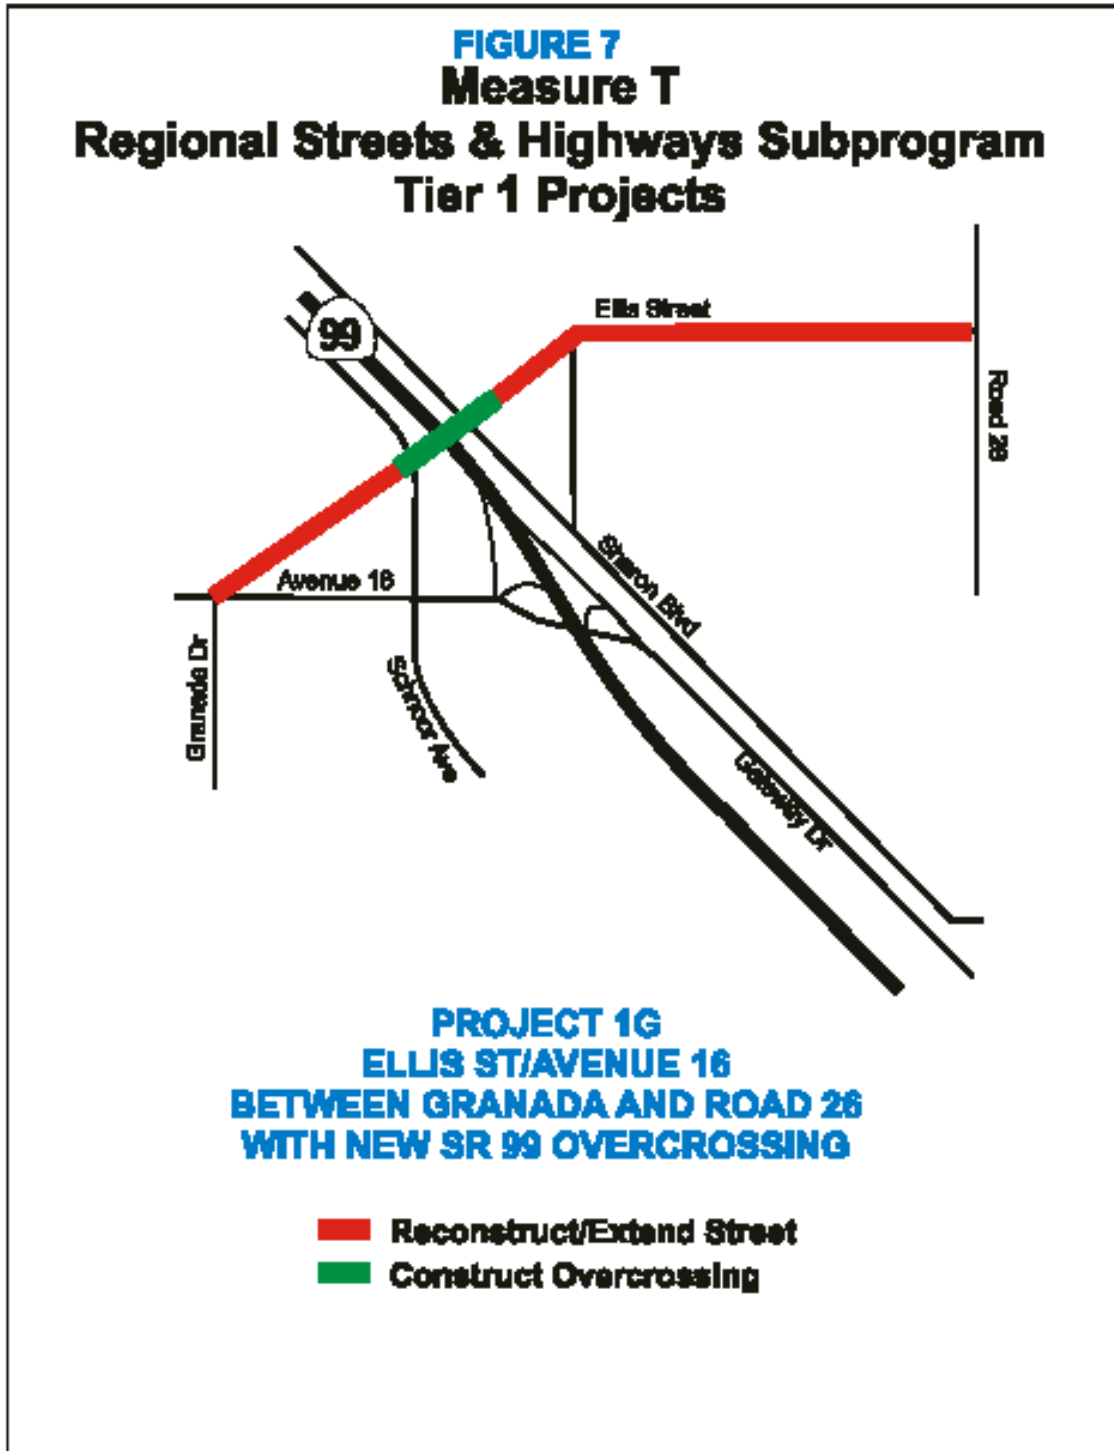 FIGURE 7
Measure T
Regional Streets & Highways Subprogram
Tier 1 Projects
Ellis Street
99
Road 26
Avenue 16
Sharon Blvd
Granada Dr
Schnoor Ave
Gateway Dr
PROJECT 1G
ELLIS ST/AVENUE 16
BETWEEN GRANADA AND ROAD 26
WITH NEW SR 99 OVERCROSSING
Reconstruct/Extend Street
Construct Overcrossing